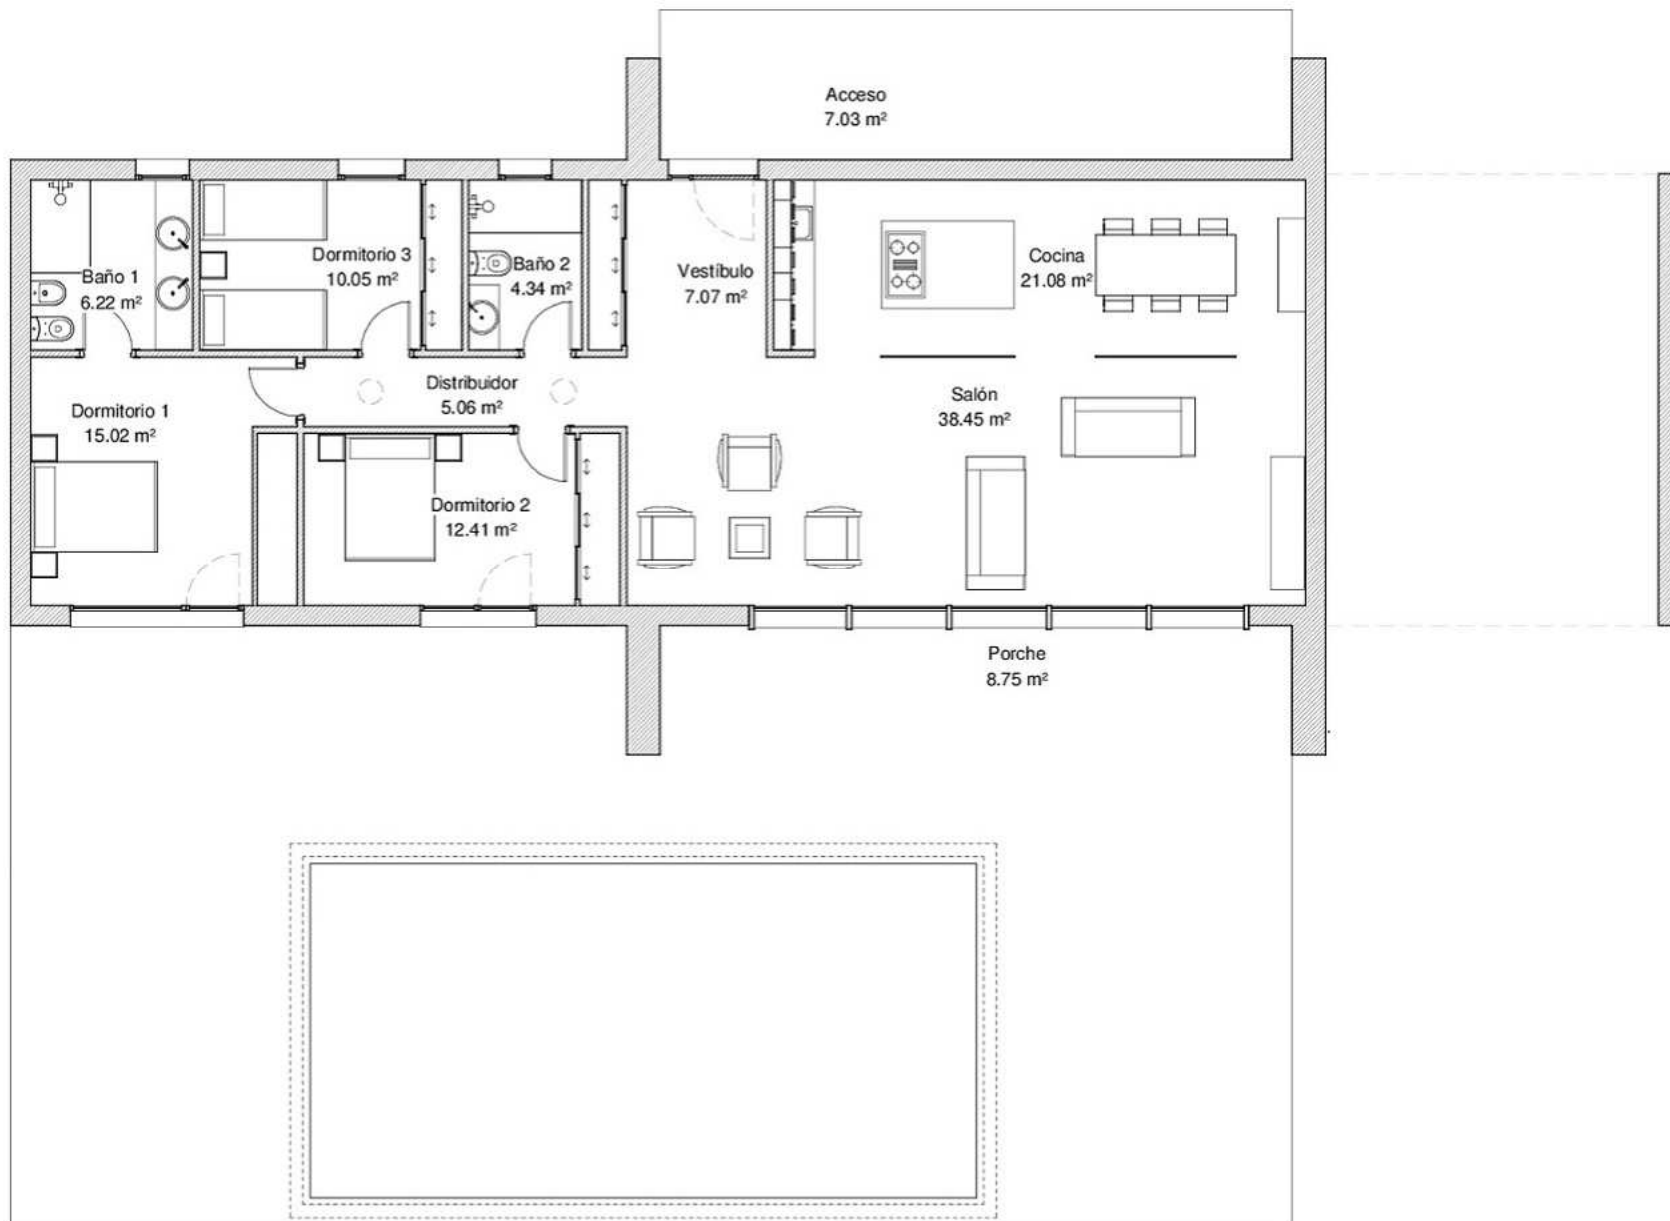 Acceso
7.03 m²
Baño 1
6.22 m²
Dormitorio 3
10.05 m²
Baño 2
4.34 m²
Vestíbulo
7.07 m²
Cocina
21.08 m²
Dormitorio 1
15.02 m²
Distribuidor
5.06 m²
Salón
38.45 m²
Dormitorio 2
12.41 m²
Porche
8.75 m²